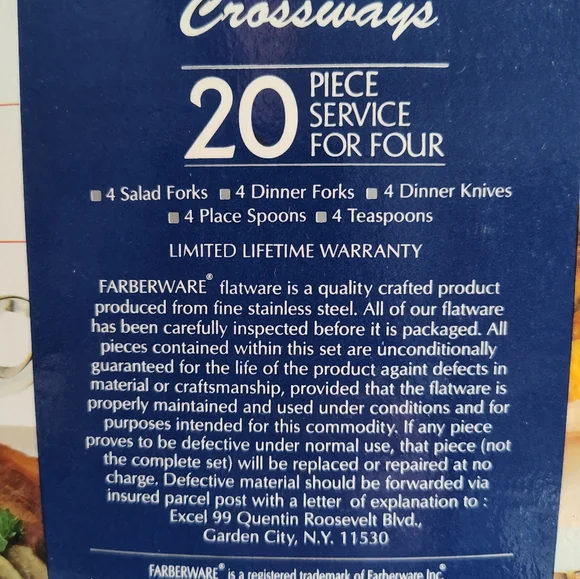 Crossways
20 PIECE
SERVICE
FOR FOUR
4 Salad Forks 4 Dinner Forks 4 Dinner Knives
4 Place Spoons 4 Teaspoons
LIMITED LIFETIME WARRANTY
FARBERWARE® flatware is a quality crafted product
produced from fine stainless steel. All of our flatware
has been carefully inspected before it is packaged. All
pieces contained within this set are unconditionally
guaranteed for the life of the product againt defects in
material or craftsmanship, provided that the flatware is
properly maintained and used under conditions and for
purposes intended for this commodity. If any piece
proves to be defective under normal use, that piece (not
the complete set) will be replaced or repaired at no
charge. Defective material should be forwarded via
insured parcel post with a letter of explanation to :
Excel 99 Quentin Roosevelt Blvd.,
Garden City, N.Y. 11530
FARBERWARE® is a registered trademark of Farberware Inc.